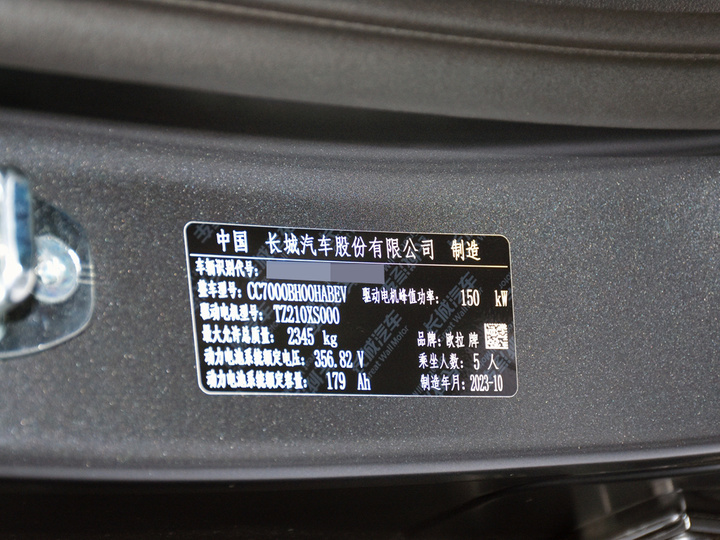 中国 长城汽车股份有限公司 制造
车辆识别代号:
整车型号: CC7000BH00HABEV 驱动电机峰值功率: 150 kW
驱动电机型号: TZ210XS000
最大允许总质量: 2345 kg 品牌: 欧拉 牌
动力电池系统额定电压: 356.82 V 乘坐人数: 5 人
动力电池系统额定容量: 179 Ah 制造年月: 2023-10